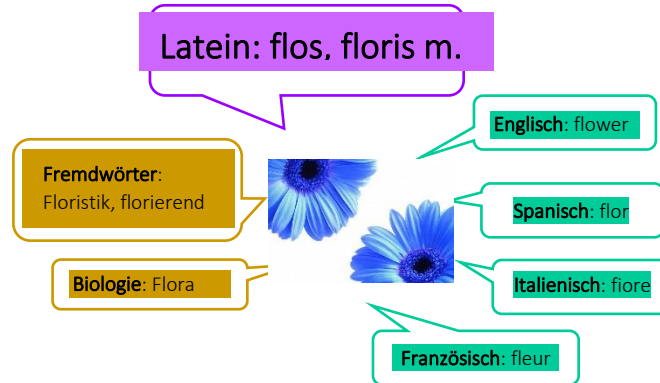 Latein: flos, floris m.
Englisch: flower
Fremdwörter:
Floristik, florierend
Spanisch: flor
Biologie: Flora
Italienisch: fiore
Französisch: fleur